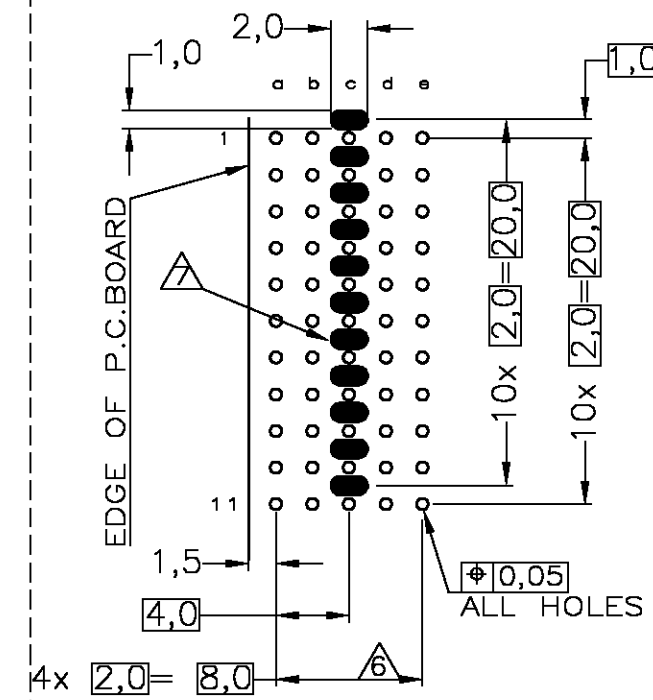 2,0
1,0
1,0
a b c d e
1
EDGE OF P.C.BOARD
7
10x 2,0=20,0
10x 2,0=20,0
11
1,5
⌖ 0,05
ALL HOLES
4,0
4x 2,0= 8,0
6